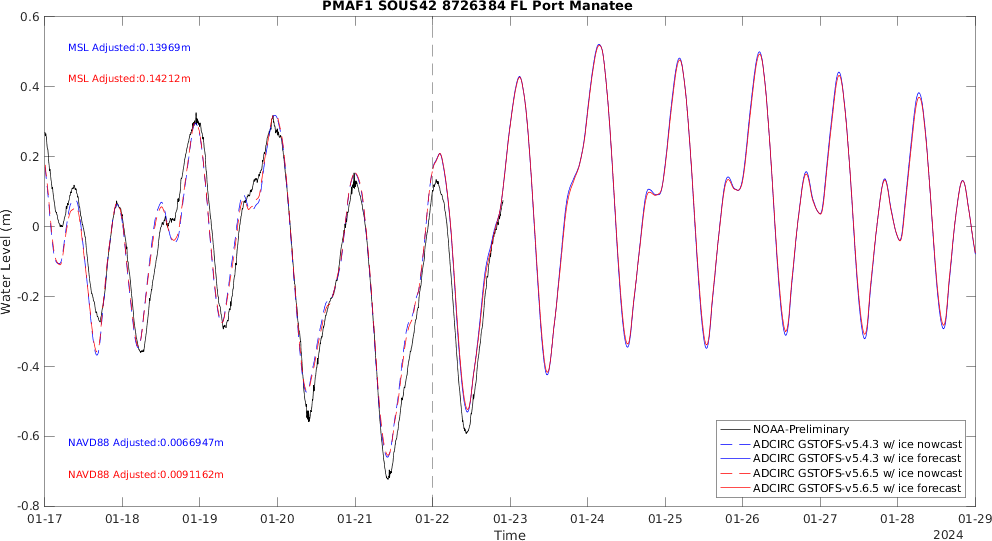 PMAF1 SOUS42 8726384 FL Port Manatee
0.6
0.4
0.2
0
-0.2
-0.4
-0.6
-0.8
Water Level (m)
MSL Adjusted:0.13969m
MSL Adjusted:0.14212m
NAVD88 Adjusted:0.0066947m
NAVD88 Adjusted:0.0091162m
NOAA-Preliminary
ADCIRC GSTOFS-v5.4.3 w/ ice nowcast
ADCIRC GSTOFS-v5.4.3 w/ ice forecast
ADCIRC GSTOFS-v5.6.5 w/ ice nowcast
ADCIRC GSTOFS-v5.6.5 w/ ice forecast
01-17 01-18 01-19 01-20 01-21 01-22 01-23 01-24 01-25 01-26 01-27 01-28 01-29
Time
2024